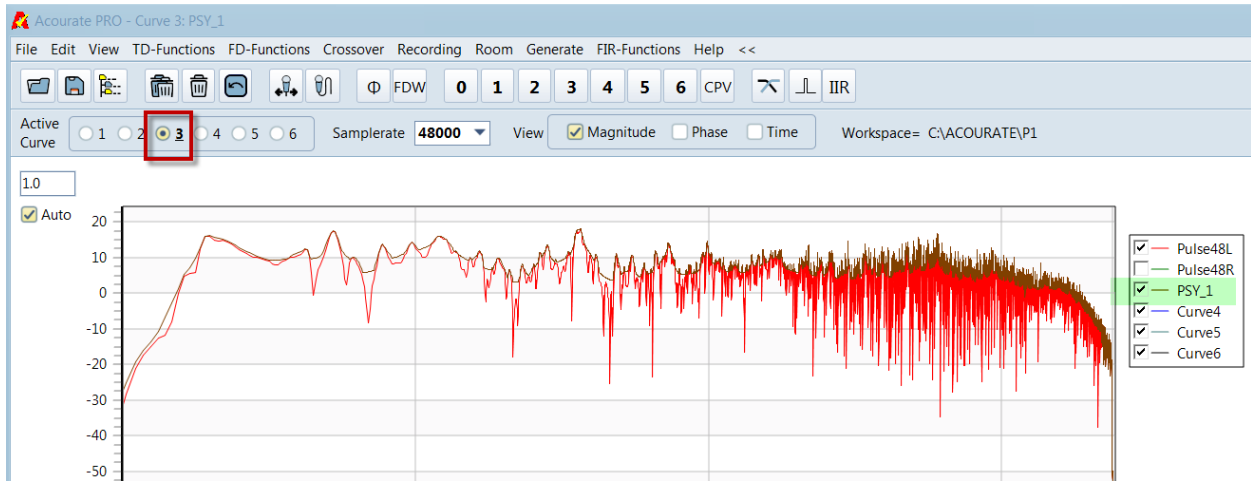 Acourate PRO - Curve 3: PSY_1
File Edit View TD-Functions FD-Functions Crossover Recording Room Generate FIR-Functions Help <<
Φ FDW 0 1 2 3 4 5 6 CPV IIR
Active Curve 1 2 3 4 5 6 Samplerate 48000 View Magnitude Phase Time Workspace= C:\ACOURATE\P1
1.0
Auto
20
10
0
-10
-20
-30
-40
-50
Pulse48L
Pulse48R
PSY_1
Curve4
Curve5
Curve6